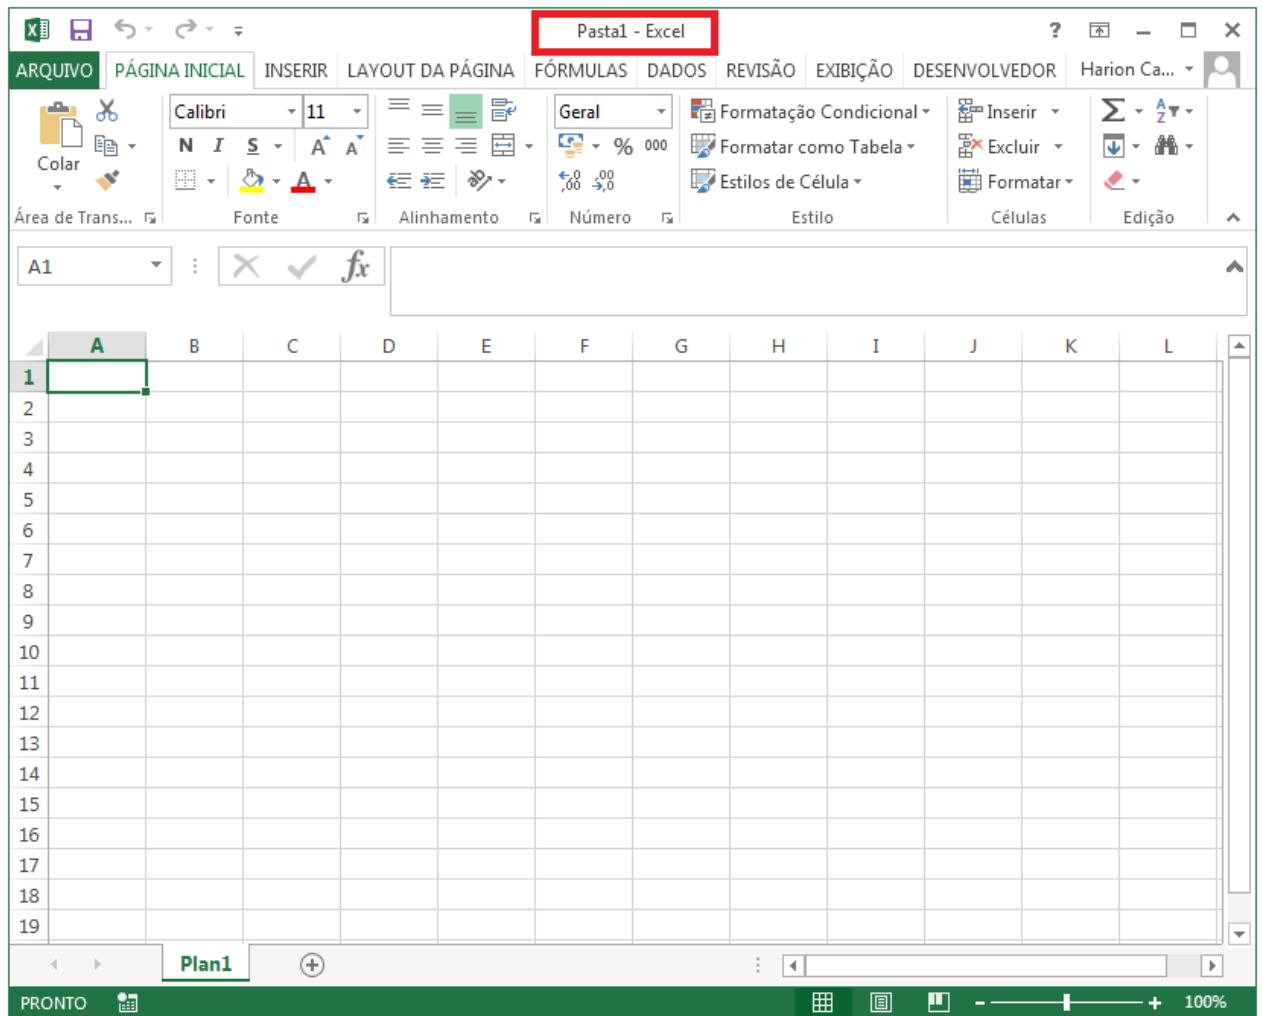 Pasta1 - Excel
?
ARQUIVO PÁGINA INICIAL INSERIR LAYOUT DA PÁGINA FÓRMULAS DADOS REVISÃO EXIBIÇÃO DESENVOLVEDOR Harion Ca...
Calibri 11 Geral Formatação Condicional Inserir
N I S A A % 000 Formatar como Tabela Excluir
Colar
A Estilos de Célula Formatar
Área de Trans... Fonte Alinhamento Número Estilo Células Edição
A1 fx
A B C D E F G H I J K L
1
2
3
4
5
6
7
8
9
10
11
12
13
14
15
16
17
18
19
Plan1
PRONTO 100%